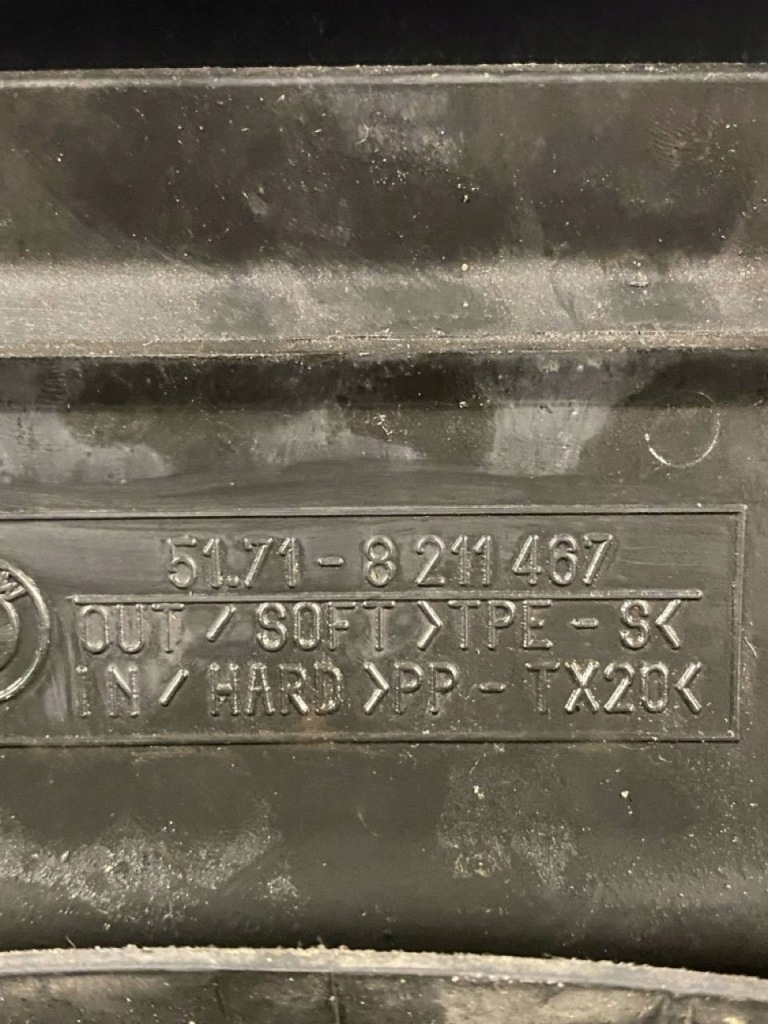 51.71-8 211 467
OUT / SOFT >TPE-S<
IN / HARD >PP-TX20<